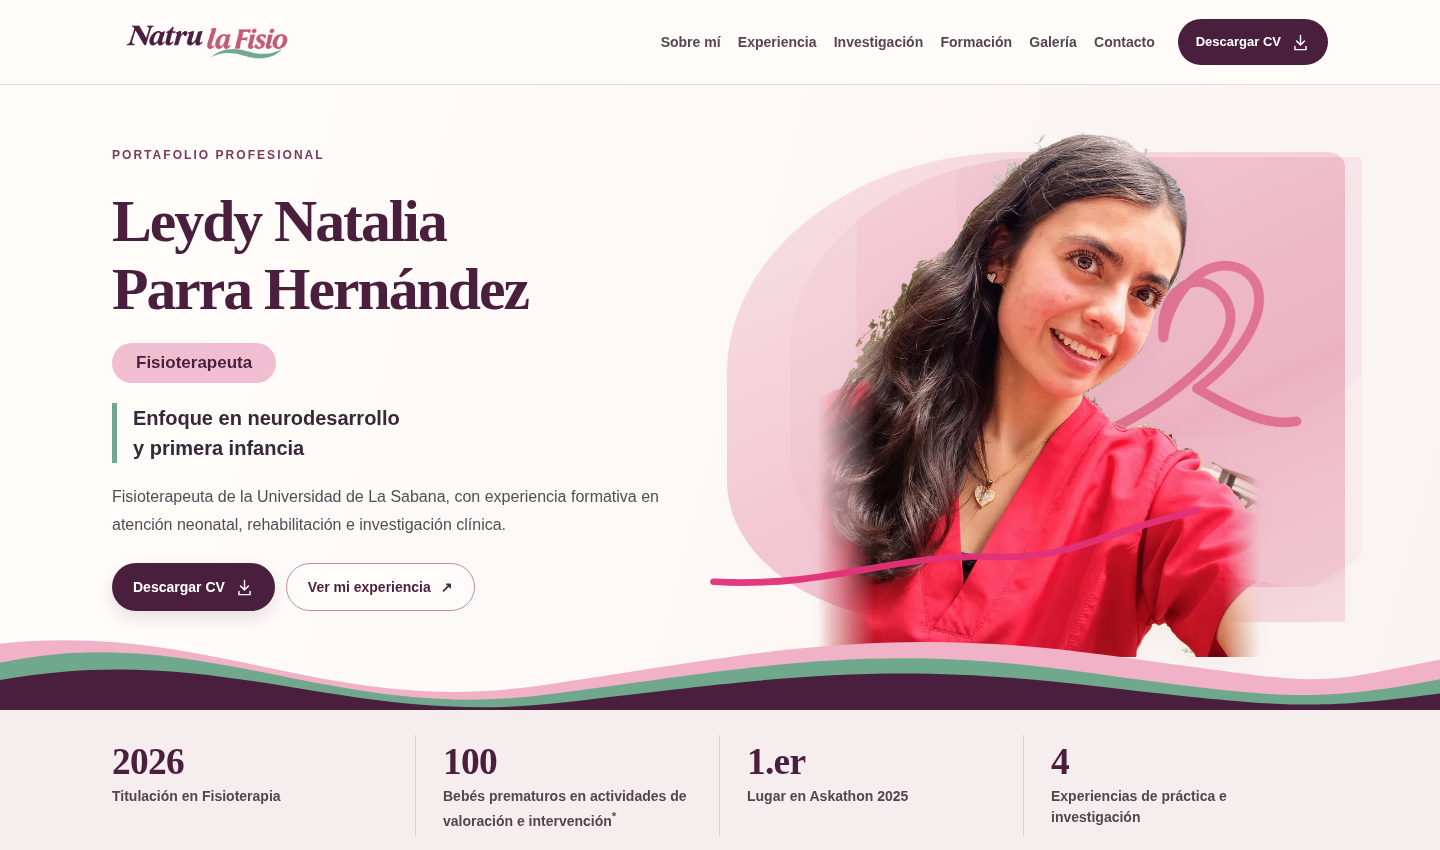 Natru la Fisio
Sobre mí Experiencia Investigación Formación Galería Contacto Descargar CV
PORTAFOLIO PROFESIONAL
Leydy Natalia
Parra Hernández
Fisioterapeuta
Enfoque en neurodesarrollo
y primera infancia
Fisioterapeuta de la Universidad de La Sabana, con experiencia formativa en
atención neonatal, rehabilitación e investigación clínica.
Descargar CV Ver mi experiencia ↗
2026
Titulación en Fisioterapia
100
Bebés prematuros en actividades de
valoración e intervención*
1.er
Lugar en Askathon 2025
4
Experiencias de práctica e
investigación